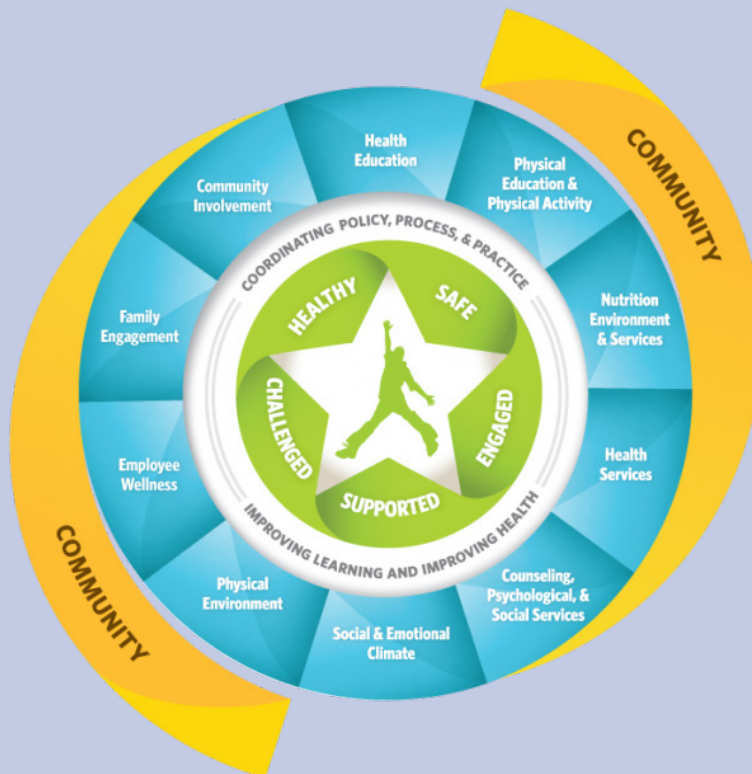 COMMUNITY
Health
Education
Physical
Education &
Physical Activity
Nutrition
Environment
& Services
Health
Services
Counseling,
Psychological, &
Social Services
Social & Emotional
Climate
Physical
Environment
Employee
Wellness
Family
Engagement
Community
Involvement
COORDINATING POLICY, PROCESS, & PRACTICE
IMPROVING LEARNING AND IMPROVING HEALTH
HEALTHY
SAFE
ENGAGED
SUPPORTED
CHALLENGED
COMMUNITY